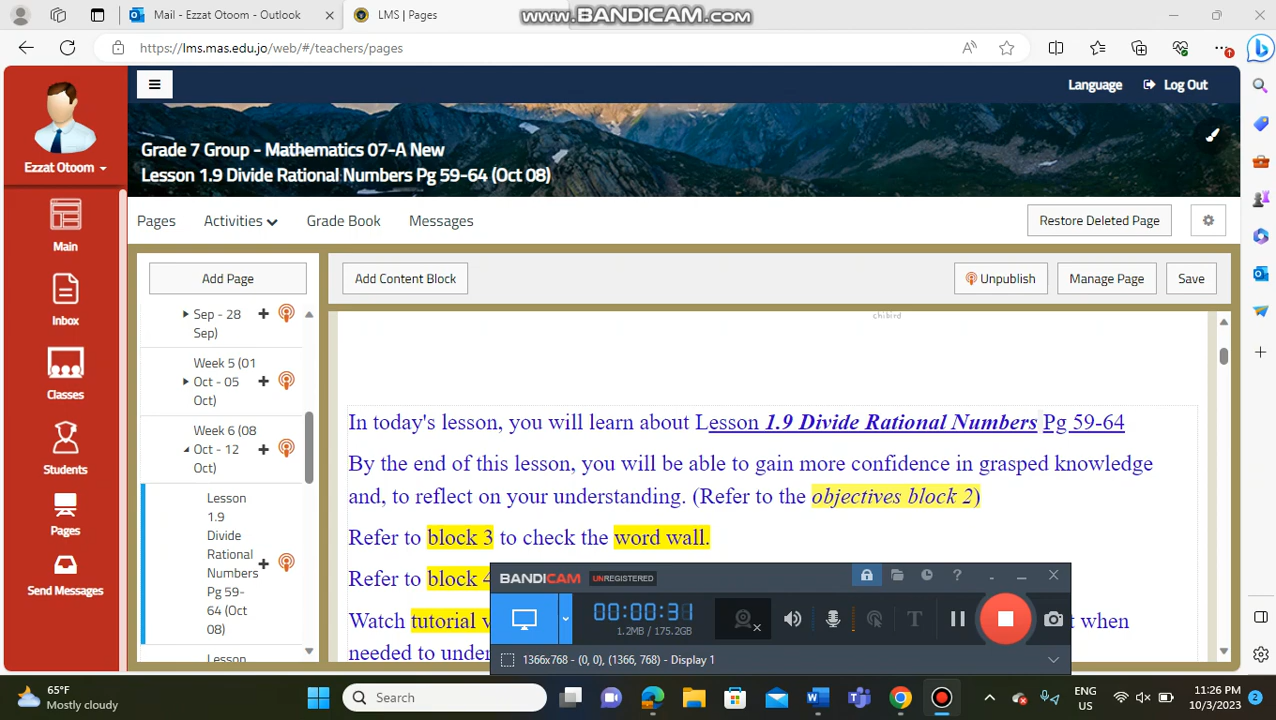 Mail - Ezzat Otoom - Outlook
LMS | Pages
www.BANDICAM.com
https://lms.mas.edu.jo/web/#/teachers/pages
Language
Log Out
Ezzat Otoom
Grade 7 Group - Mathematics 07-A New
Lesson 1.9 Divide Rational Numbers Pg 59-64 (Oct 08)
Pages
Activities
Grade Book
Messages
Restore Deleted Page
Main
Inbox
Classes
Students
Pages
Send Messages
Add Page
Add Content Block
Unpublish
Manage Page
Save
Sep - 28
Sep)
Week 5 (01
Oct - 05
Oct)
Week 6 (08
Oct - 12
Oct)
Lesson
1.9
Divide
Rational
Numbers
Pg 59-
64 (Oct
08)
Lesson
chibird
In today's lesson, you will learn about Lesson 1.9 Divide Rational Numbers Pg 59-64
By the end of this lesson, you will be able to gain more confidence in grasped knowledge
and, to reflect on your understanding. (Refer to the objectives block 2)
Refer to block 3 to check the word wall.
Refer to block 4
Watch tutorial v
t when
needed to under
BANDICAM UNREGISTERED
00:00:31
1.2MB / 175.2GB
1366x768 - (0, 0), (1366, 768) - Display 1
65°F
Mostly cloudy
Search
ENG
US
11:26 PM
10/3/2023
2